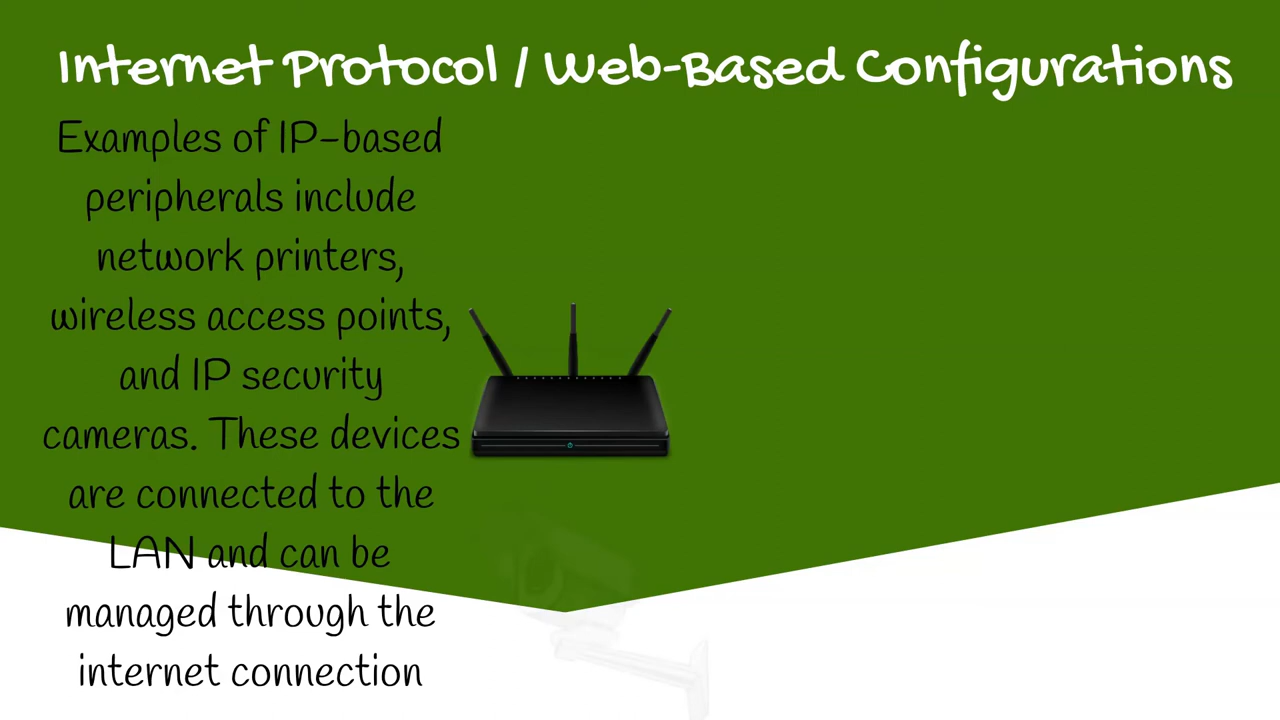 Internet Protocol / Web-Based Configurations
Examples of IP-based
peripherals include
network printers,
wireless access points,
and IP security
cameras. These devices
are connected to the
LAN and can be
managed through the
internet connection